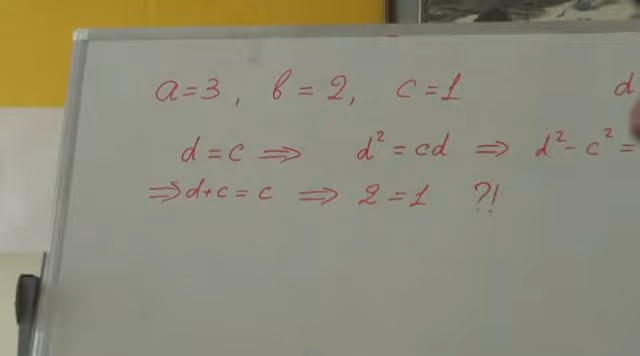 a=3, b=2, c=1 d
d=c ⇒ d²=cd ⇒ d²-c²=
⇒ d+c=c ⇒ 2=1 ?!